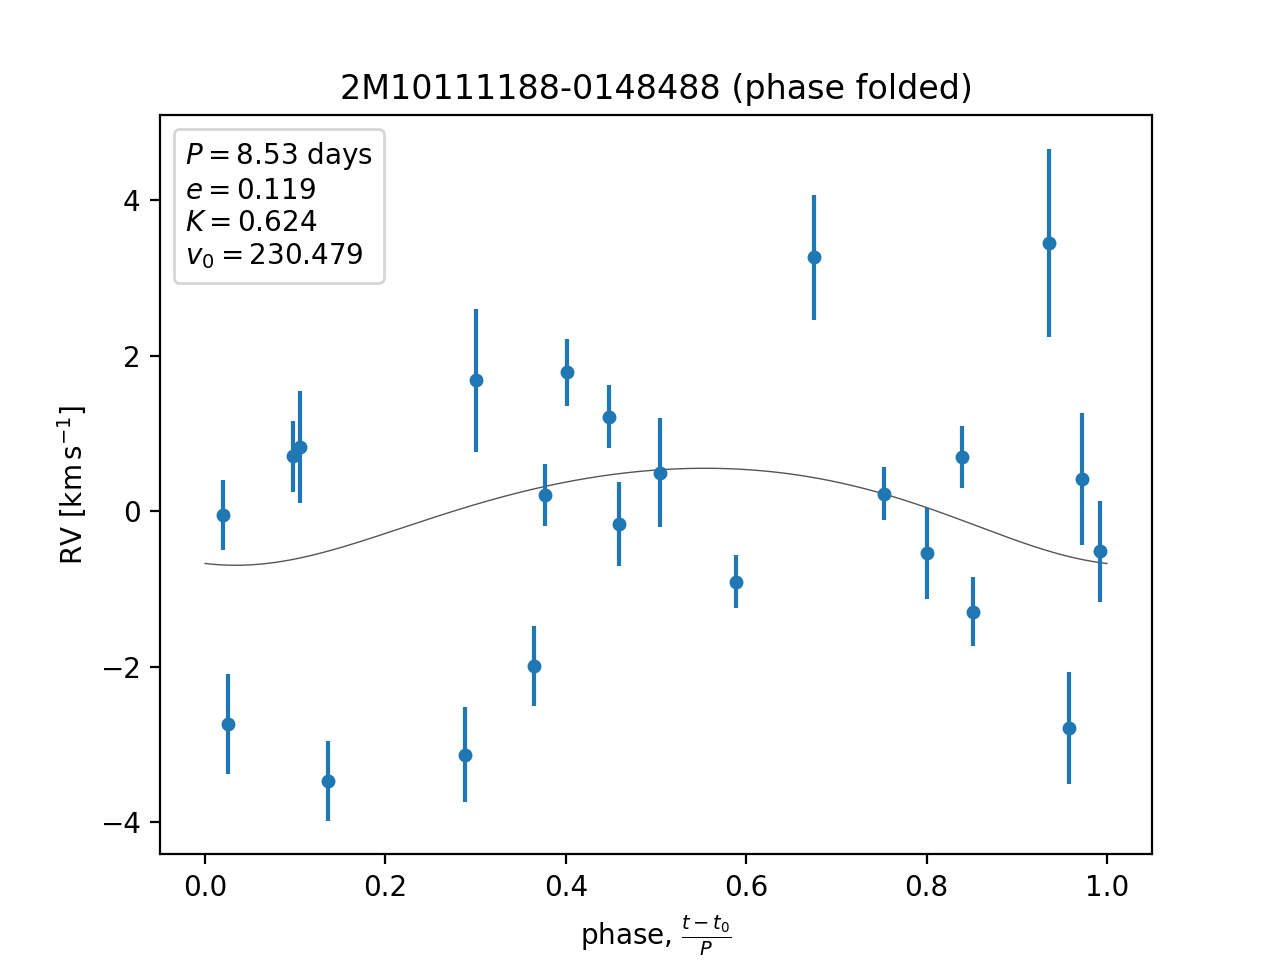 2M10111188-0148488 (phase folded)
P = 8.53 days
e = 0.119
K = 0.624
v₀ = 230.479
4
2
0
−2
−4
RV [km s⁻¹]
0.0 0.2 0.4 0.6 0.8 1.0
phase, (t − t₀)/P